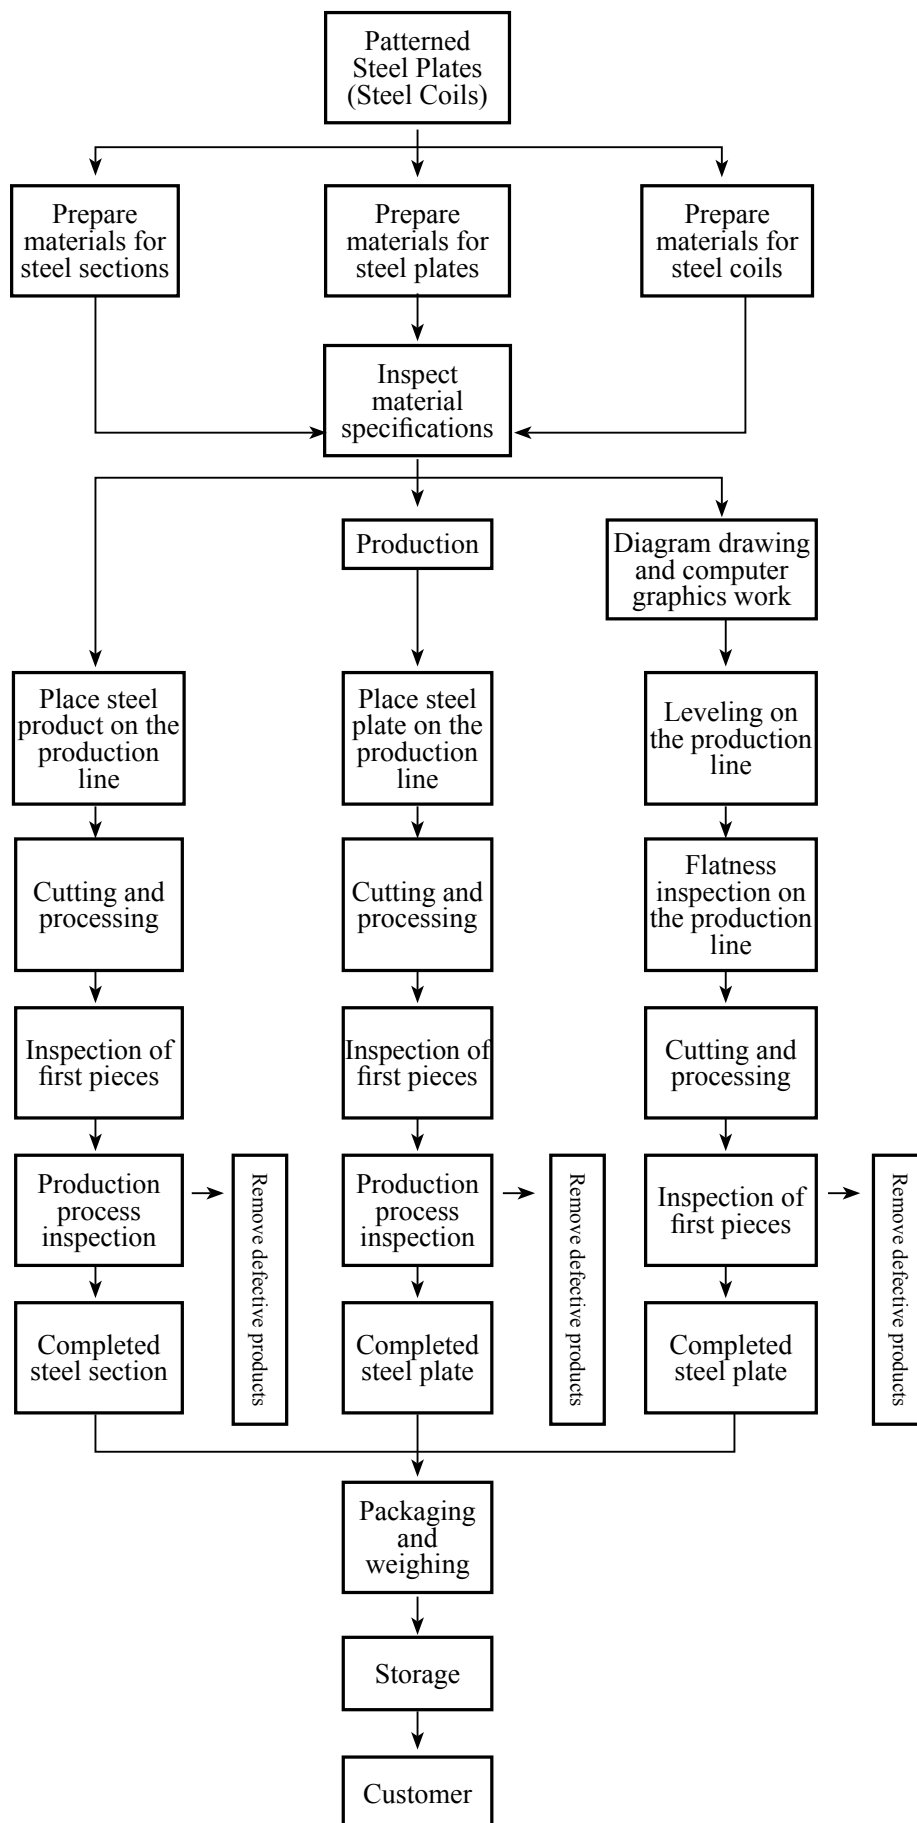 Patterned
Steel Plates
(Steel Coils)
Prepare
materials for
steel sections
Prepare
materials for
steel plates
Prepare
materials for
steel coils
Inspect
material
specifications
Production
Diagram drawing
and computer
graphics work
Place steel
product on the
production
line
Place steel
plate on the
production
line
Leveling on
the production
line
Cutting and
processing
Cutting and
processing
Flatness
inspection on
the production
line
Inspection of
first pieces
Inspection of
first pieces
Cutting and
processing
Production
process
inspection
Remove defective products
Production
process
inspection
Remove defective products
Inspection of
first pieces
Remove defective products
Completed
steel section
Completed
steel plate
Completed
steel plate
Packaging
and
weighing
Storage
Customer